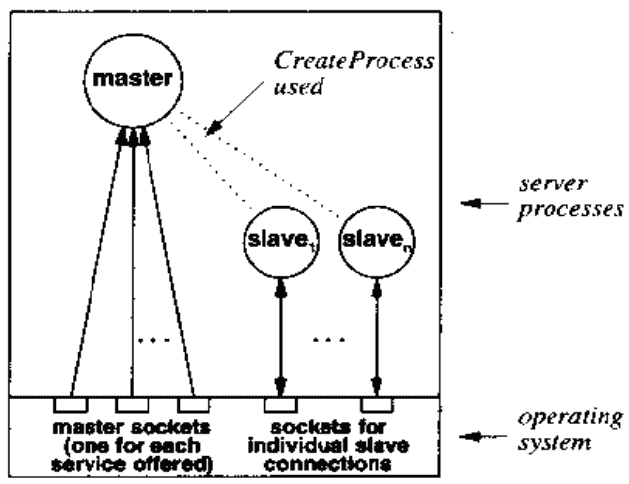 master
CreateProcess
used
slave₁
slaveₙ
server
processes
...
...
master sockets
(one for each
service offered)
sockets for
individual slave
connections
operating
system